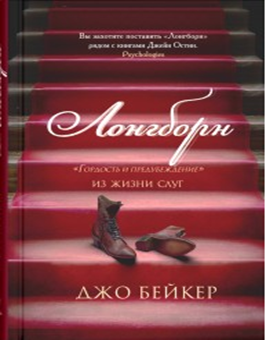 Вы захотите поставить «Лонгборн»
рядом с книгами Джейн Остин.
Psychologies
Лонгборн
«Гордость и предубеждение»
ИЗ ЖИЗНИ СЛУГ
ДЖО БЕЙКЕР